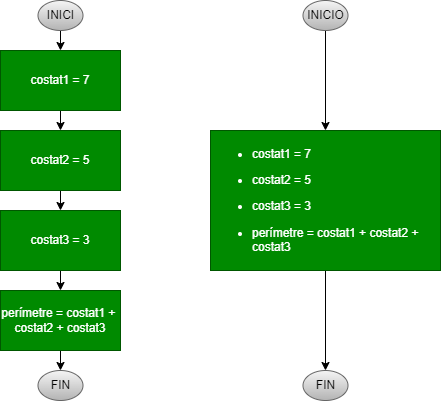 INICI
costat1 = 7
costat2 = 5
costat3 = 3
perímetre = costat1 +
costat2 + costat3
FIN
INICIO
• costat1 = 7
• costat2 = 5
• costat3 = 3
• perímetre = costat1 + costat2 +
costat3
FIN